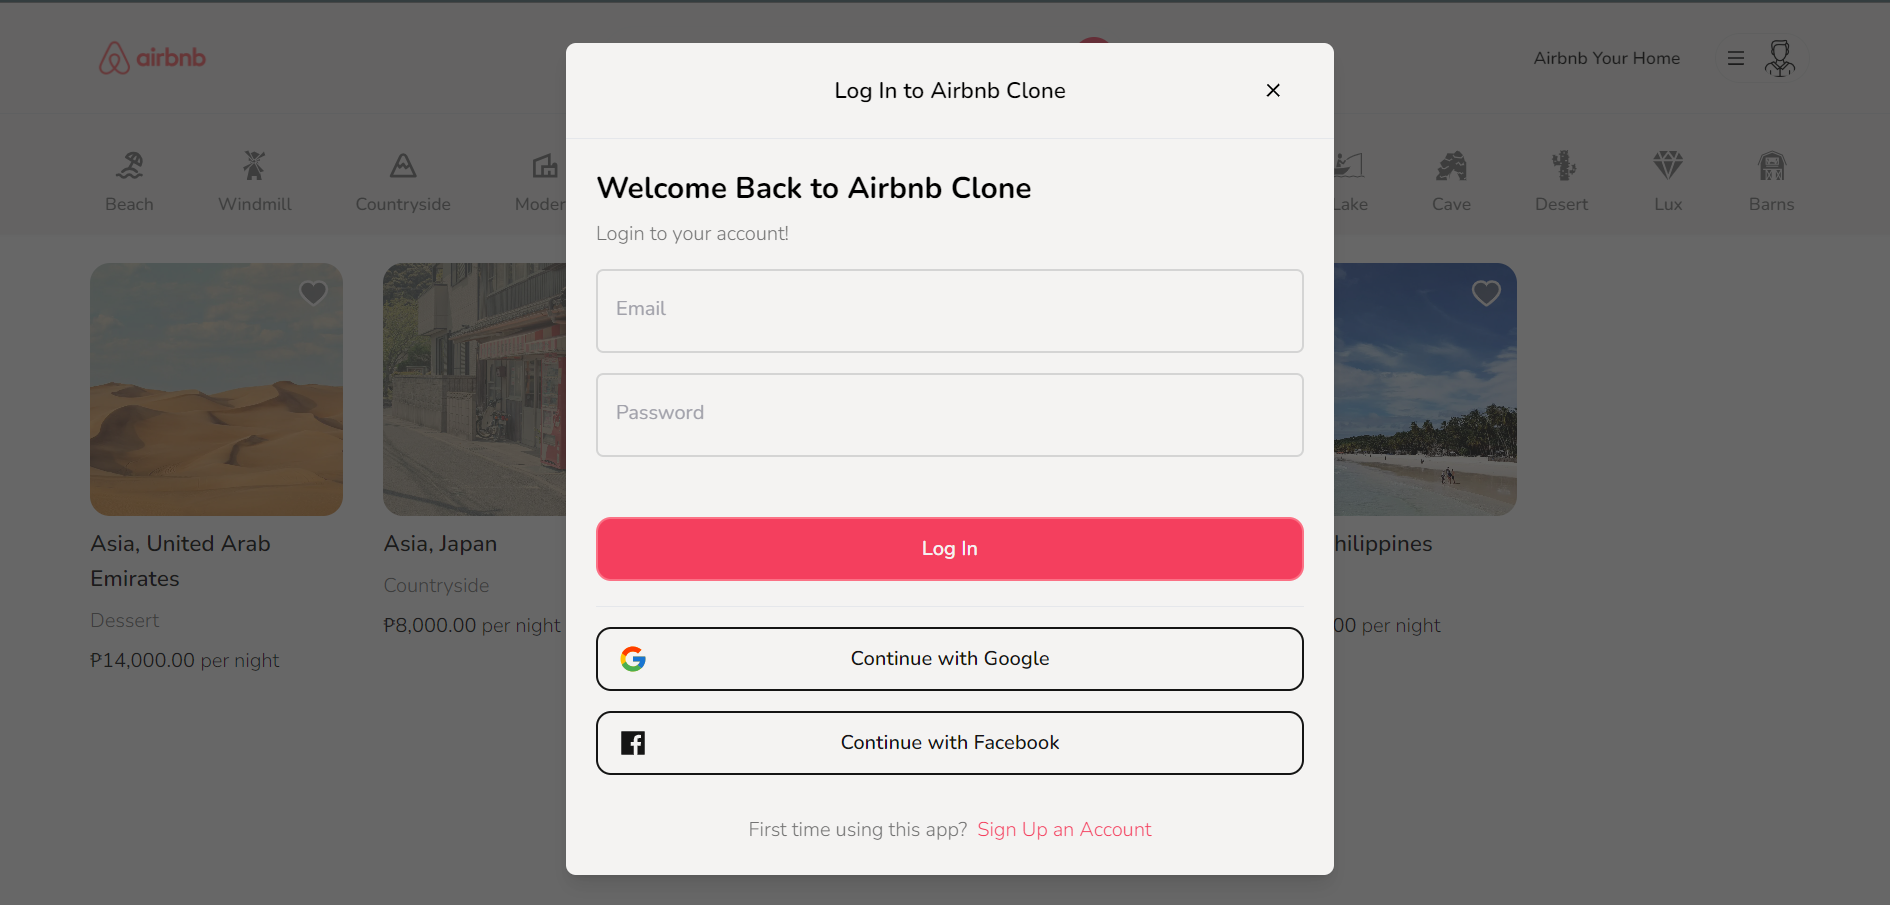 airbnb
Airbnb Your Home
Beach
Windmill
Countryside
Lake
Cave
Desert
Lux
Barns
Log In to Airbnb Clone
Welcome Back to Airbnb Clone
Login to your account!
Email
Password
Log In
Continue with Google
Continue with Facebook
First time using this app? Sign Up an Account
Asia, United Arab
Emirates
Dessert
₱14,000.00 per night
Asia, Japan
Countryside
₱8,000.00 per night
hilippines
00 per night